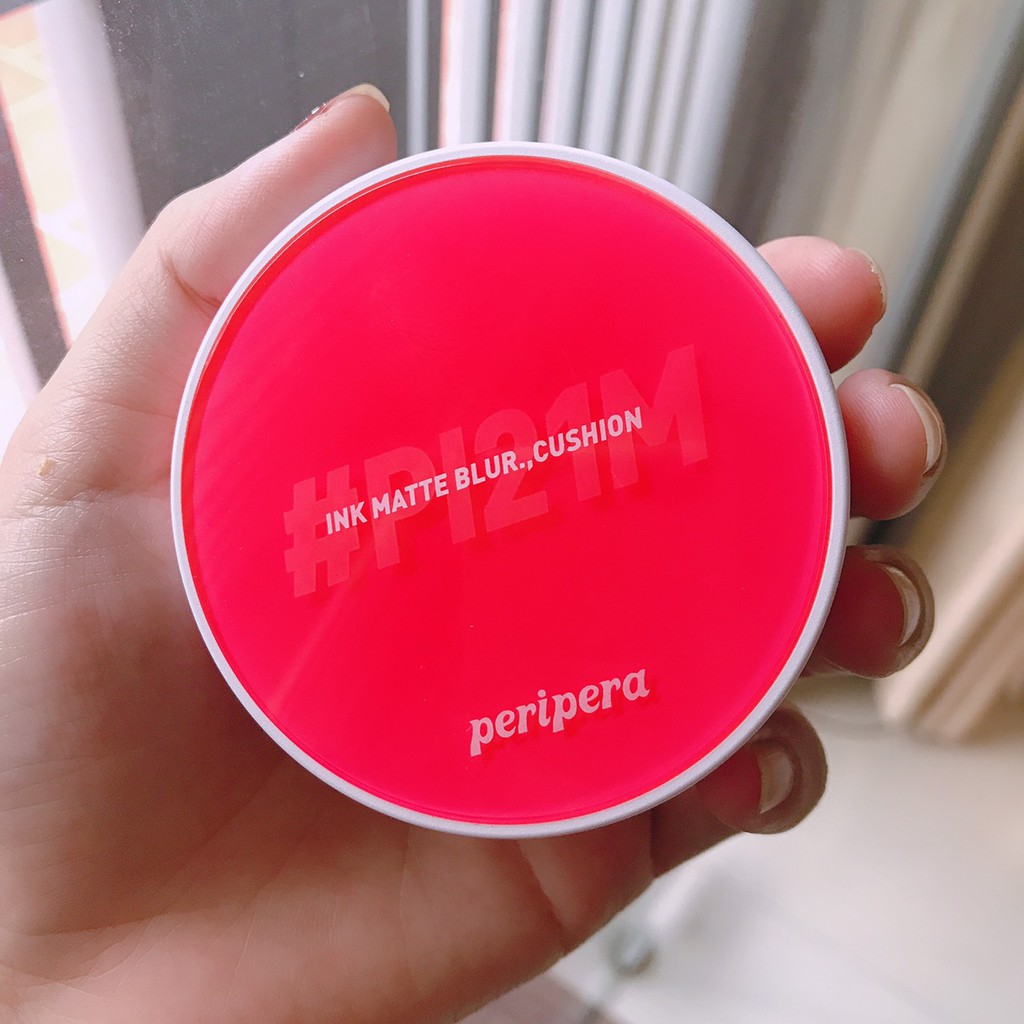 #PI21M
INK MATTE BLUR.,CUSHION
peripera